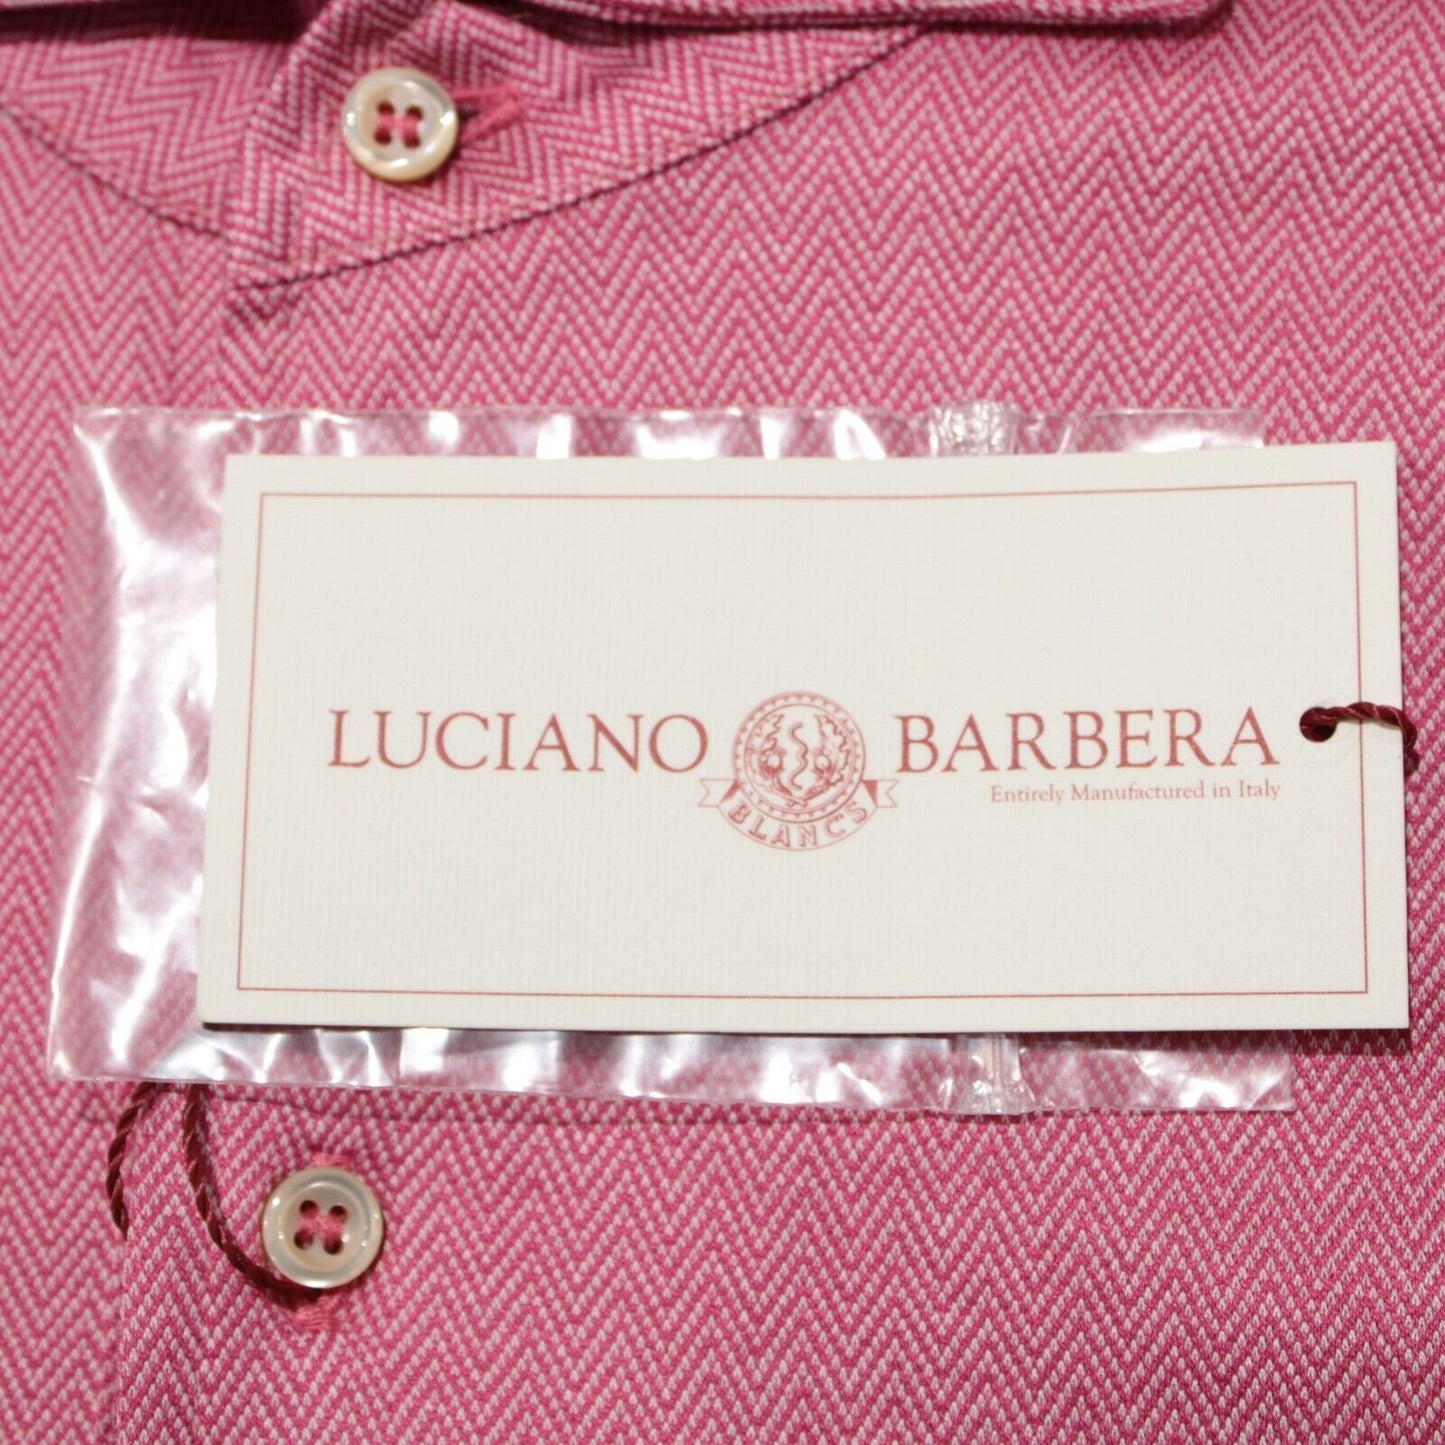 LUCIANO BARBERA
Entirely Manufactured in Italy
BLANC'S